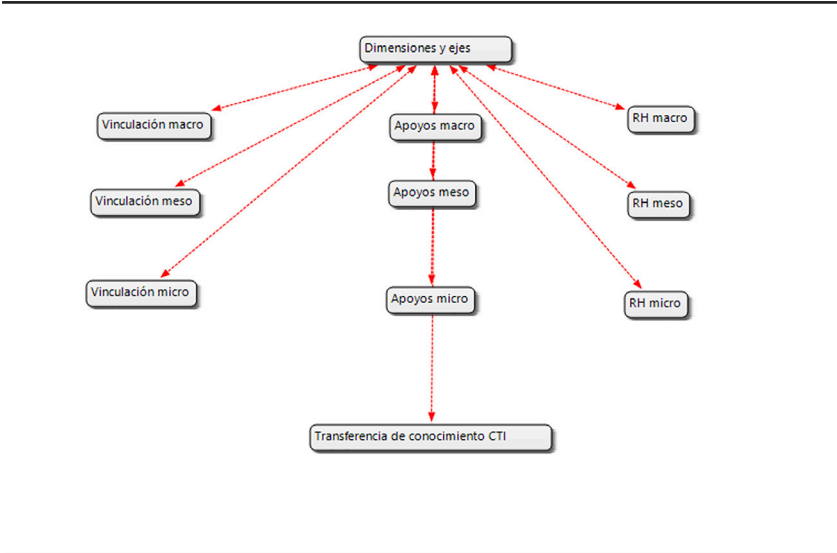 Dimensiones y ejes
Vinculación macro
Apoyos macro
RH macro
Vinculación meso
Apoyos meso
RH meso
Vinculación micro
Apoyos micro
RH micro
Transferencia de conocimiento CTI